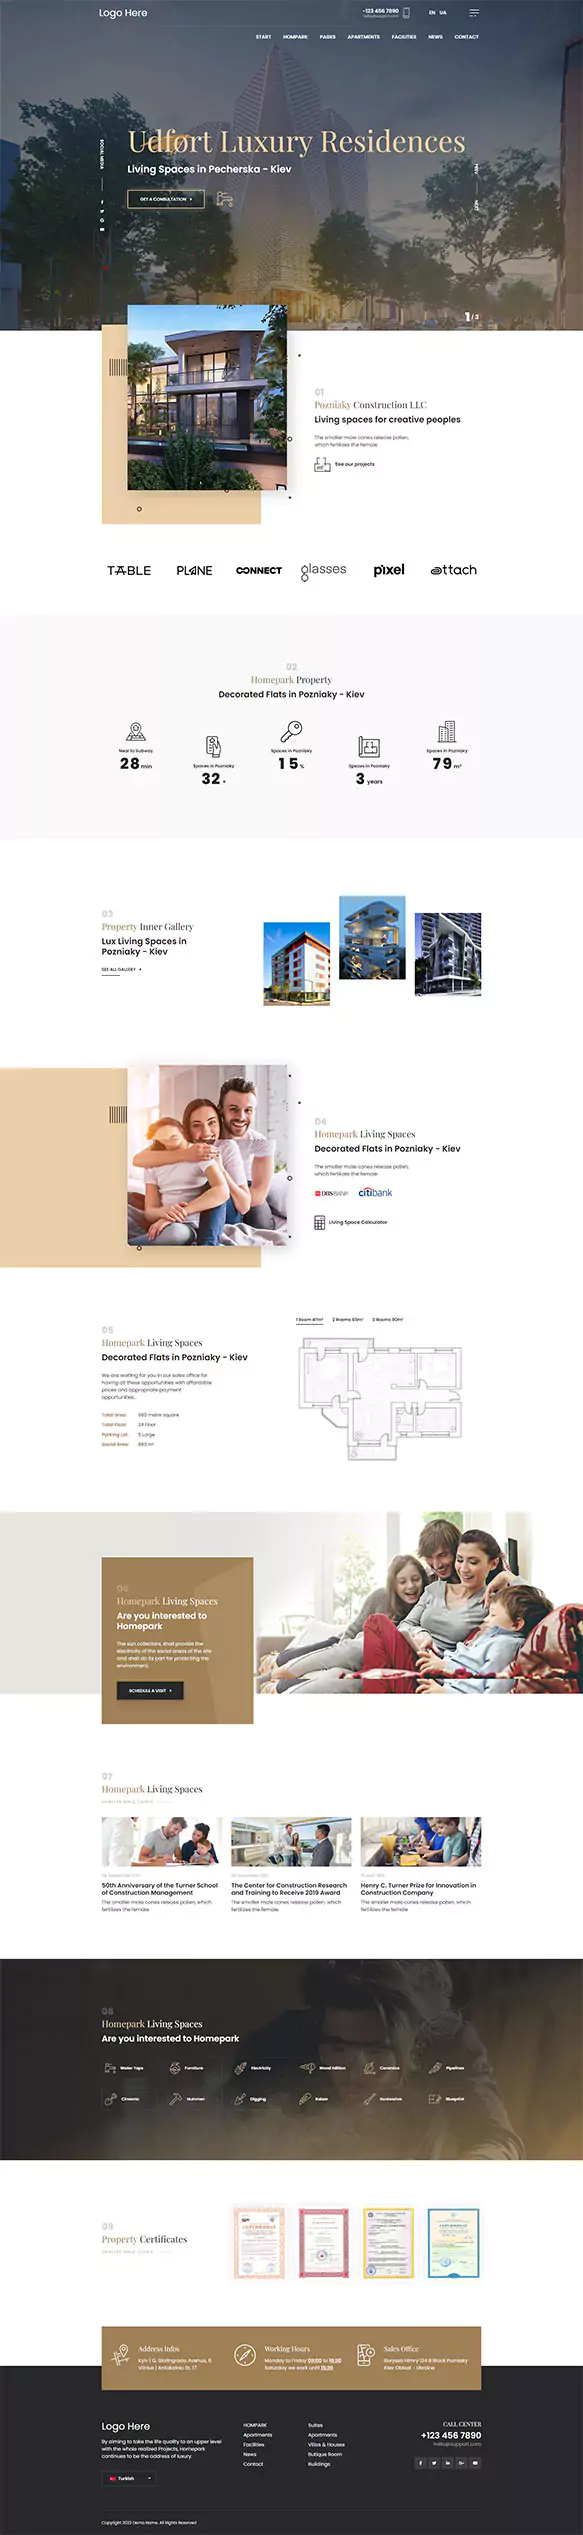 Logo Here
-123 456 7890
EN UA
START HOMPARK PAGES APARTMENTS FACILITIES NEWS CONTACT
Udfort Luxury Residences
Living Spaces in Pecherska - Kiev
GET A CONSULTATION
SOCIAL MEDIA
PREV
NEXT
1 / 3
01
Pozniaky Construction LLC
Living spaces for creative peoples
The smaller male cones release pollen,
which fertilizes the female
See our projects
TABLE PLANE CONNECT glasses pixel attach
02
Homepark Property
Decorated Flats in Pozniaky - Kiev
Near to Subway
28 min
Spaces in Pozniaky
32 +
Spaces in Pozniaky
15 %
Spaces in Pozniaky
3 years
Spaces in Pozniaky
79 m²
03
Property Inner Gallery
Lux Living Spaces in
Pozniaky - Kiev
SEE ALL GALLERY
04
Homepark Living Spaces
Decorated Flats in Pozniaky - Kiev
The smaller male cones release pollen,
which fertilizes the female
DBS BANK citibank
Living Space Calculator
05
Homepark Living Spaces
Decorated Flats in Pozniaky - Kiev
We are waiting for you in our sales office for
having all these opportunities with affordable
prices and appropriate payment
opportunities.
Total area:
metre square
Total Floor: 24 Floor
Parking Lot: 5 Large
Social Area:
1 Room 47m² 2 Rooms 65m² 3 Rooms 80m²
06
Homepark Living Spaces
Are you interested to
Homepark
The sun collectors, shall provide the
electricity of the social areas of the site
and shall do its part for protecting the
environment.
SCHEDULE A VISIT
07
Homepark Living Spaces
50th Anniversary of the Turner School
of Construction Management
The smaller male cones release pollen, which
fertilizes the female
The Center for Construction Research
and Training to Receive 2019 Award
The smaller male cones release pollen, which
fertilizes the female
Henry C. Turner Prize for Innovation in
Construction Company
The smaller male cones release pollen, which
fertilizes the female
08
Homepark Living Spaces
Are you interested to Homepark
Water Taps Furniture Electricity Wood Edition Ceramics Pipelines
Cimento Hummer Digging Raiser Screwwise Blueprint
09
Property Certificates
Address Infos
Kyiv | G. Stalingrada Avenue, 6
Vilnius | Antakalnio St. 17
Working Hours
Monday to Friday 09:00 to 18:30
Saturday we work until 15:30
Sales Office
Block Pozniaky
Kiev Oblast - Ukraine
Logo Here
By aiming to take the life quality to an upper level
with the whole realized Projects, Homepark
continues to be the address of luxury.
Turkish
HOMPARK
Apartments
Facilities
News
Contact
Suites
Apartments
Villas & Houses
Butique Room
Buildings
CALL CENTER
+123 456 7890
hello@support.com
Copyright 2022 Demo Name. All Rights Reserved